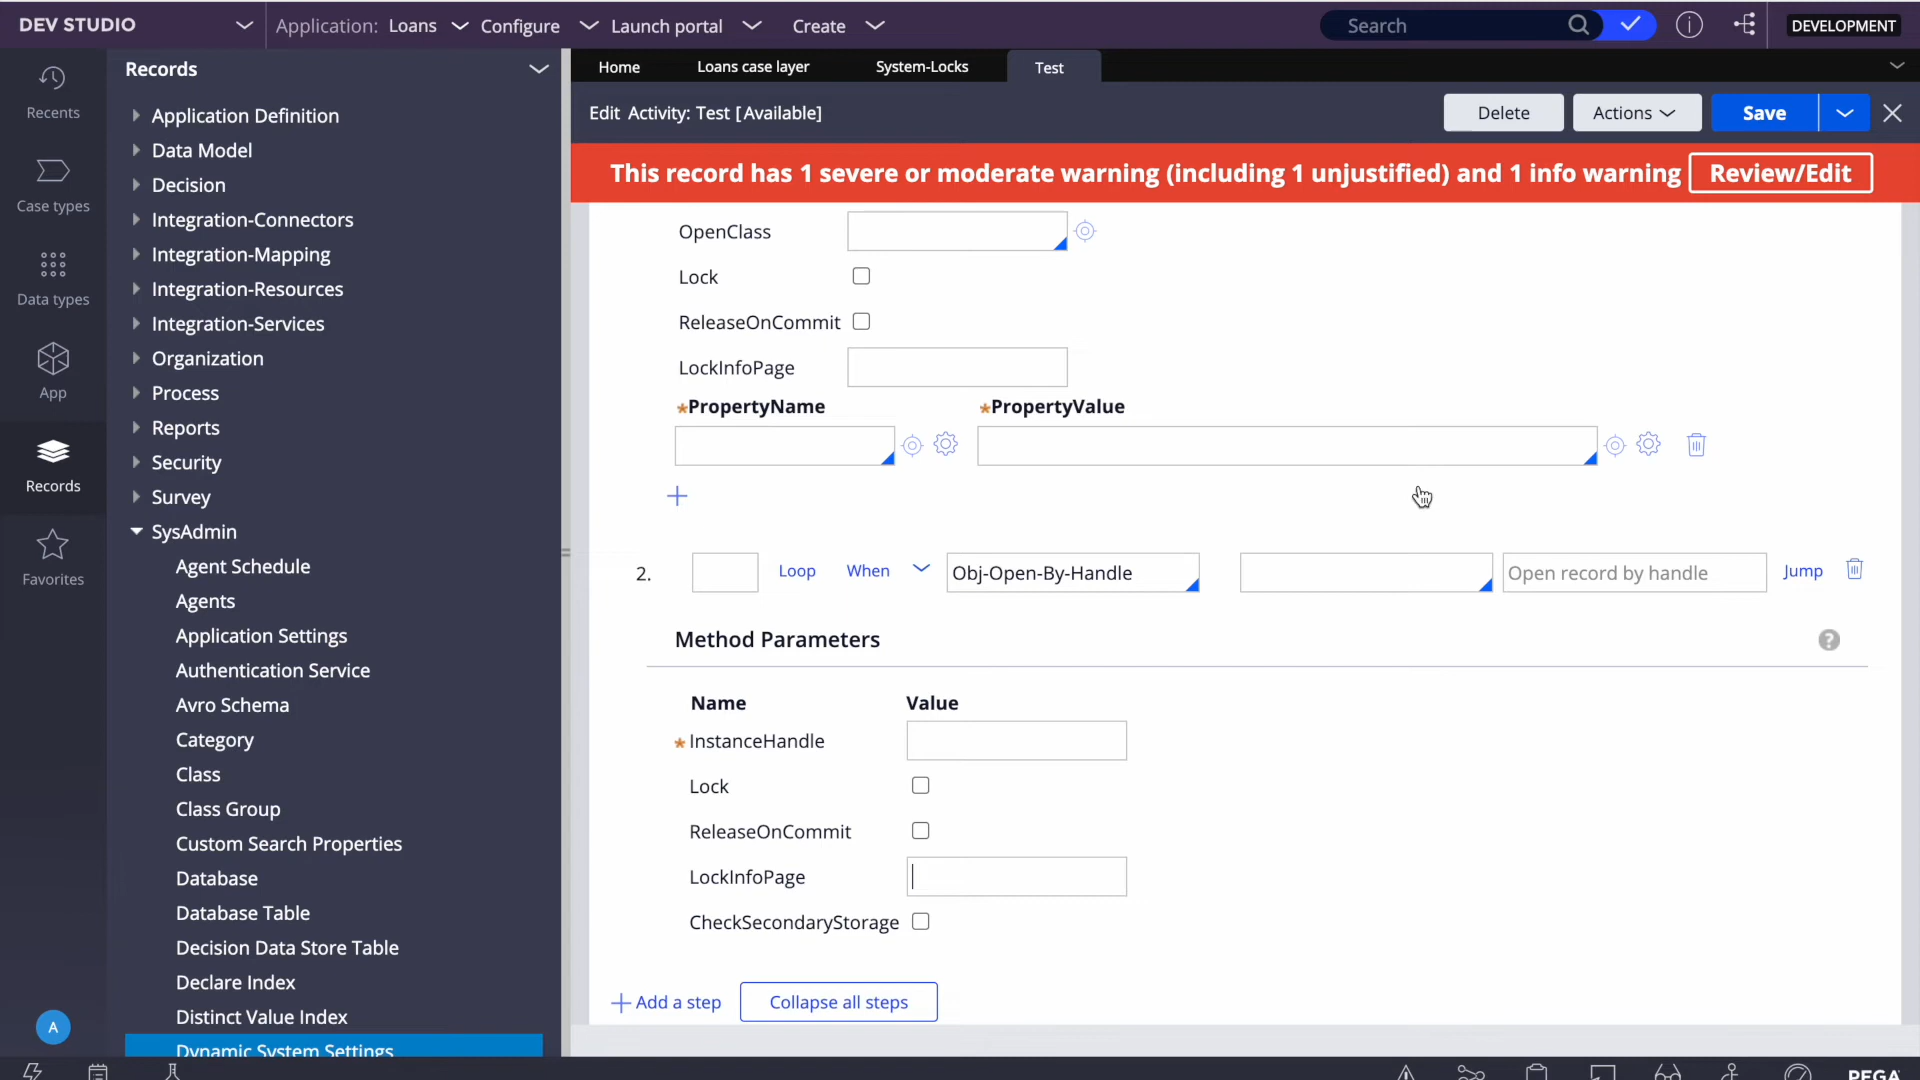 DEV STUDIO Application: Loans Configure Launch portal Create Search DEVELOPMENT
Recents
Case types
Data types
App
Records
Favorites
A
Records
Application Definition
Data Model
Decision
Integration-Connectors
Integration-Mapping
Integration-Resources
Integration-Services
Organization
Process
Reports
Security
Survey
SysAdmin
Agent Schedule
Agents
Application Settings
Authentication Service
Avro Schema
Category
Class
Class Group
Custom Search Properties
Database
Database Table
Decision Data Store Table
Declare Index
Distinct Value Index
Dynamic System Settings
Home Loans case layer System-Locks Test
Edit Activity: Test [Available] Delete Actions Save
This record has 1 severe or moderate warning (including 1 unjustified) and 1 info warning Review/Edit
OpenClass
Lock
ReleaseOnCommit
LockInfoPage
*PropertyName *PropertyValue
2. Loop When Obj-Open-By-Handle Open record by handle Jump
Method Parameters ?
Name Value
*InstanceHandle
Lock
ReleaseOnCommit
LockInfoPage
CheckSecondaryStorage
+ Add a step Collapse all steps
PEGA